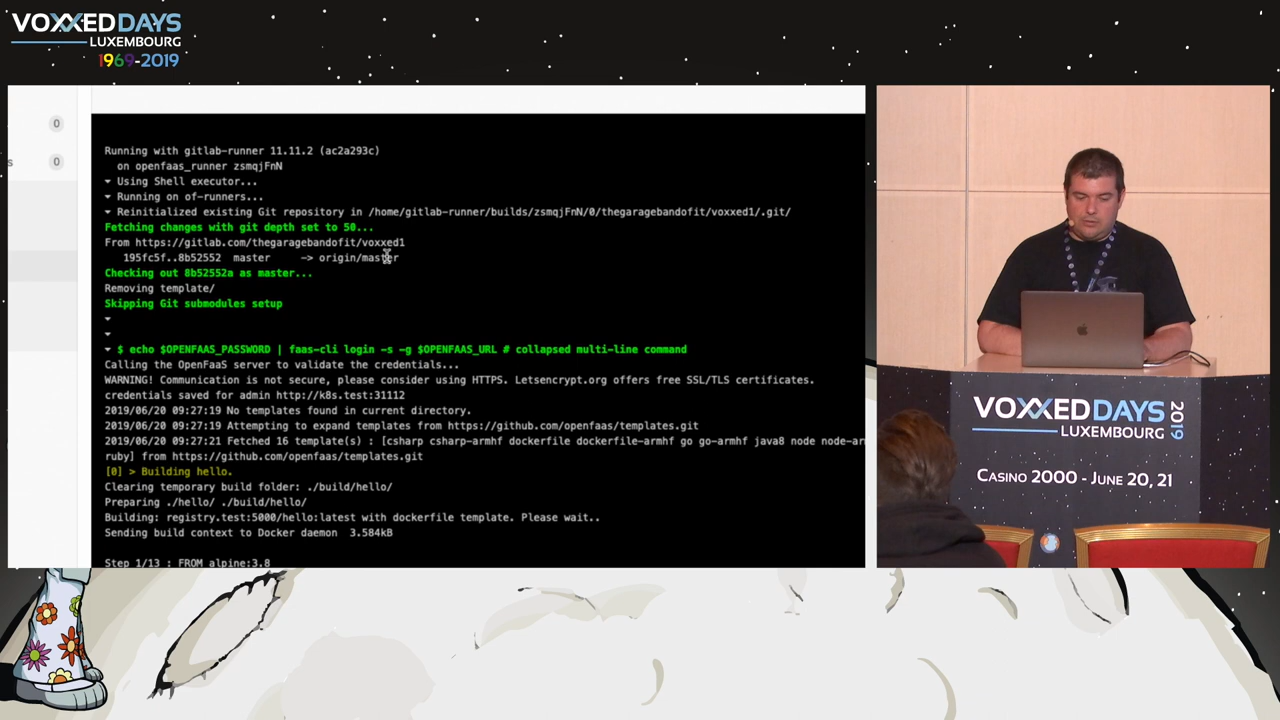 VOXXED DAYS
LUXEMBOURG
1969-2019
0
s
0
Running with gitlab-runner 11.11.2 (ac2a293c)
on openfaas_runner zsmqjFnN
Using Shell executor...
Running on of-runners...
Reinitialized existing Git repository in /home/gitlab-runner/builds/zsmqjFnN/0/thegaragebandofit/voxxed1/.git/
Fetching changes with git depth set to 50...
From https://gitlab.com/thegaragebandofit/voxxed1
195fc5f..8b52552 master -> origin/master
Checking out 8b52552a as master...
Removing template/
Skipping Git submodules setup
$ echo $OPENFAAS_PASSWORD | faas-cli login -s -g $OPENFAAS_URL # collapsed multi-line command
Calling the OpenFaaS server to validate the credentials...
WARNING! Communication is not secure, please consider using HTTPS. Letsencrypt.org offers free SSL/TLS certificates.
credentials saved for admin http://k8s.test:31112
2019/06/20 09:27:19 No templates found in current directory.
2019/06/20 09:27:19 Attempting to expand templates from https://github.com/openfaas/templates.git
2019/06/20 09:27:21 Fetched 16 template(s) : [csharp csharp-armhf dockerfile dockerfile-armhf go go-armhf java8 node node-ar
ruby] from https://github.com/openfaas/templates.git
[0] > Building hello.
Clearing temporary build folder: ./build/hello/
Preparing ./hello/ ./build/hello/
Building: registry.test:5000/hello:latest with dockerfile template. Please wait..
Sending build context to Docker daemon 3.584kB
Step 1/13 : FROM alpine:3.8
VOXXED DAYS 2019
LUXEMBOURG
CASINO 2000 - JUNE 20, 21